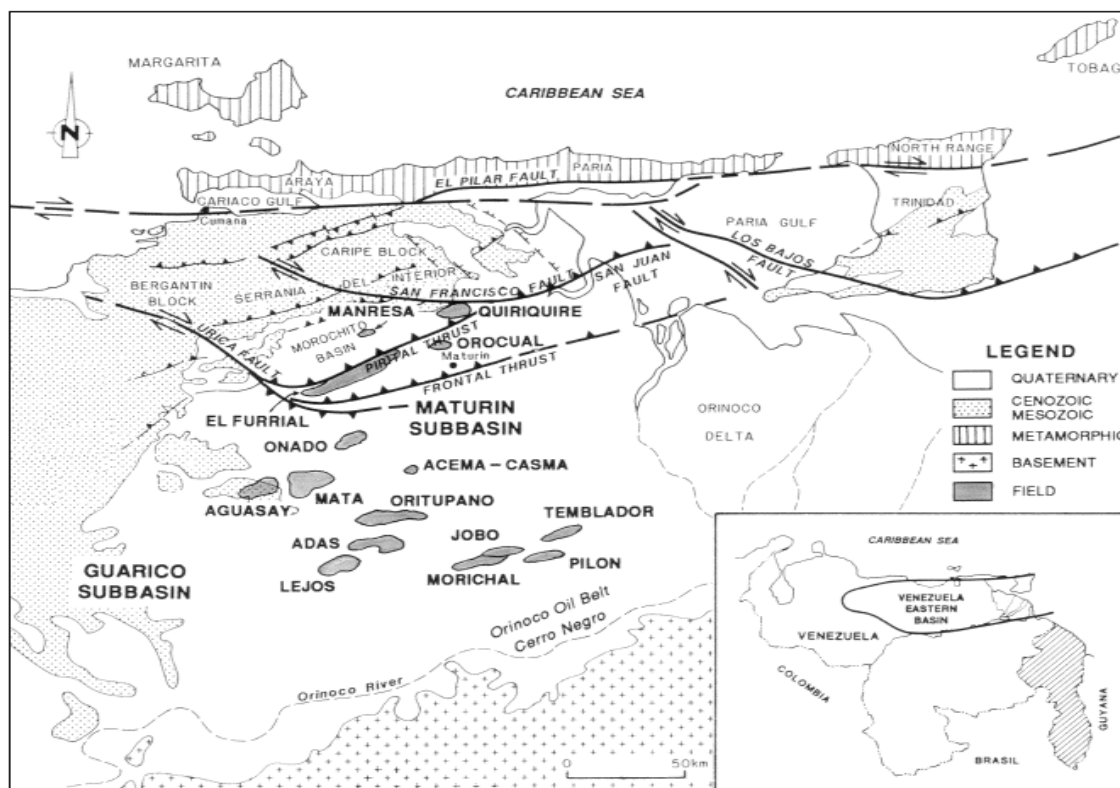 MARGARITA
TOBAG
CARIBBEAN SEA
N
NORTH RANGE
PARIA
ARAYA
EL PILAR FAULT
CARIACO GULF
Cumana
TRINIDAD
PARIA GULF
CARIPE BLOCK
LOS BAJOS
FAULT
SERRANIA DEL INTERIOR
BERGANTIN
BLOCK
SAN FRANCISCO FAULT
SAN JUAN
FAULT
MANRESA
QUIRIQUIRE
URICA FAULT
MOROCHITO
BASIN
PIRITAL THRUST
OROCUAL
Maturin
FRONTAL THRUST
EL FURRIAL
MATURIN
SUBBASIN
ORINOCO
DELTA
LEGEND
QUATERNARY
CENOZOIC
MESOZOIC
METAMORPHIC
BASEMENT
FIELD
ONADO
ACEMA-CASMA
AGUASAY
MATA
ORITUPANO
TEMBLADOR
ADAS
JOBO
LEJOS
MORICHAL
PILON
GUARICO
SUBBASIN
Orinoco Oil Belt
Cerro Negro
Orinoco River
0
50km
CARIBBEAN SEA
VENEZUELA
EASTERN
BASIN
VENEZUELA
COLOMBIA
GUYANA
BRASIL